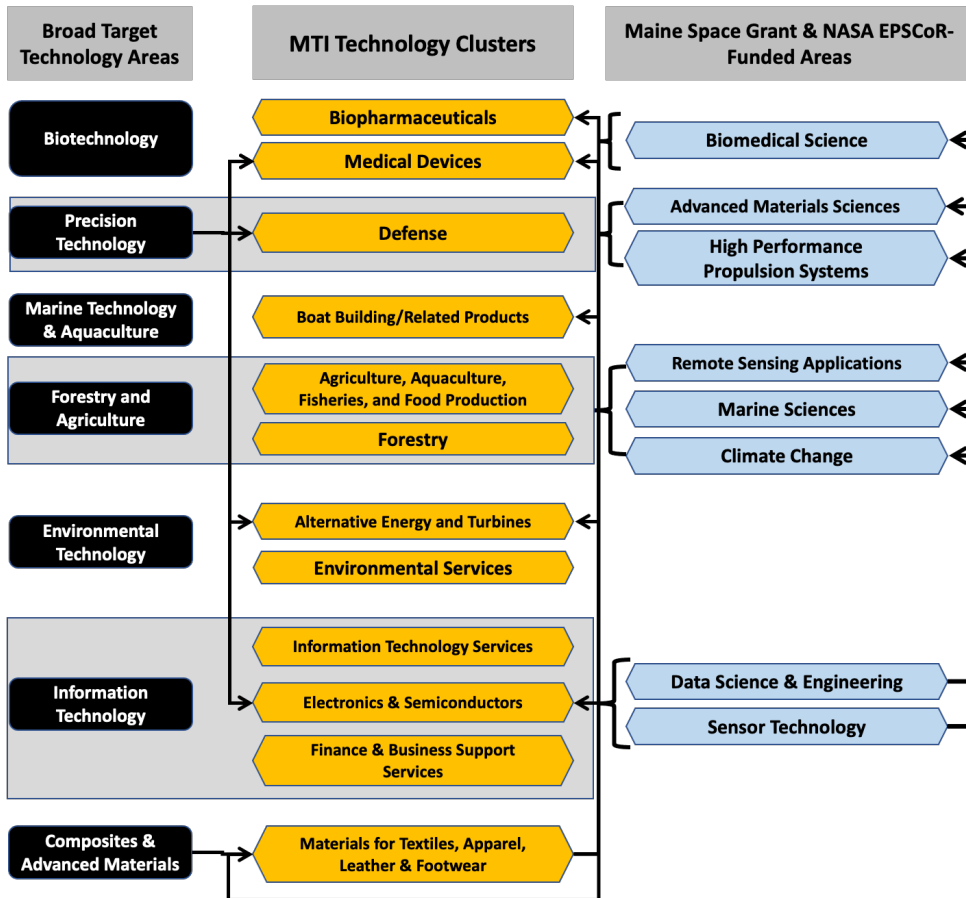 Broad Target
Technology Areas
MTI Technology Clusters
Maine Space Grant & NASA EPSCoR-
Funded Areas
Biotechnology
Biopharmaceuticals
Medical Devices
Biomedical Science
Precision
Technology
Defense
Advanced Materials Sciences
High Performance
Propulsion Systems
Marine Technology
& Aquaculture
Boat Building/Related Products
Forestry and
Agriculture
Agriculture, Aquaculture,
Fisheries, and Food Production
Forestry
Remote Sensing Applications
Marine Sciences
Climate Change
Environmental
Technology
Alternative Energy and Turbines
Environmental Services
Information
Technology
Information Technology Services
Electronics & Semiconductors
Finance & Business Support
Services
Data Science & Engineering
Sensor Technology
Composites &
Advanced Materials
Materials for Textiles, Apparel,
Leather & Footwear